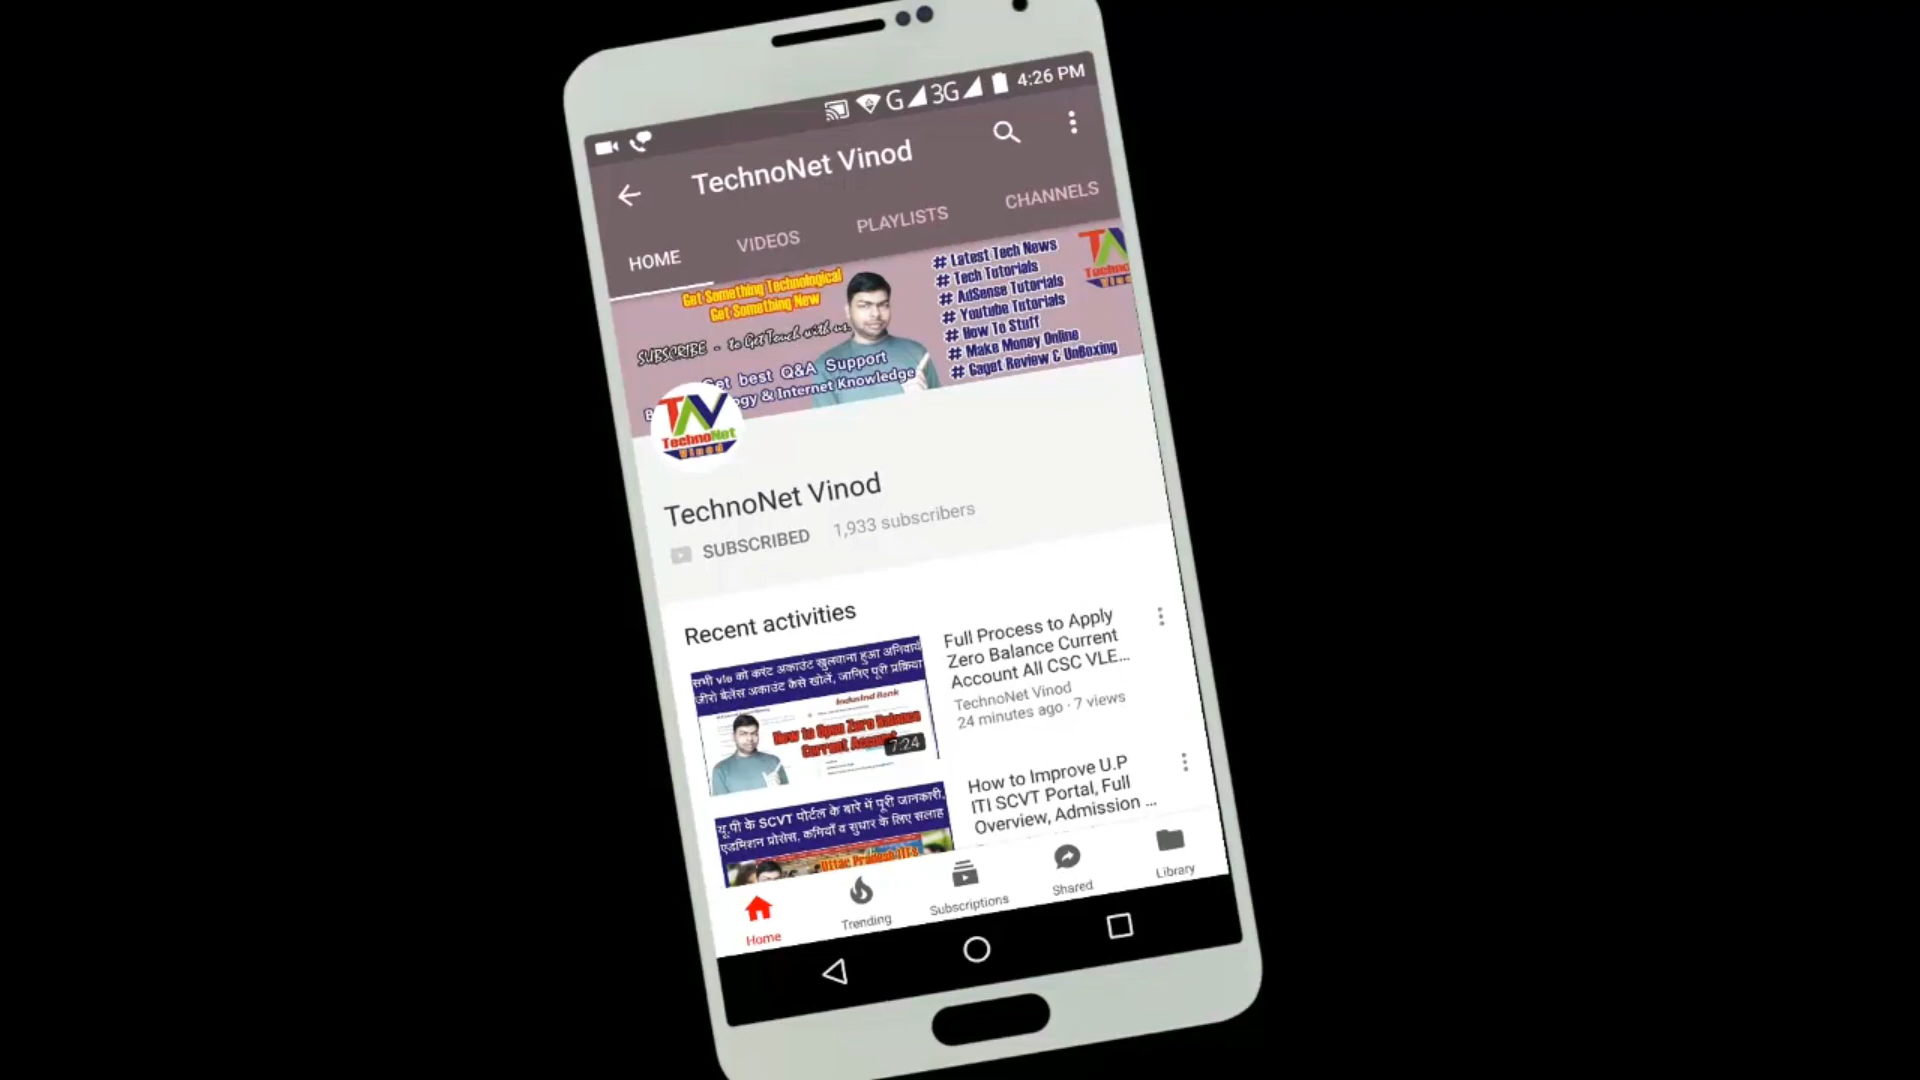 G 3G 4:26 PM
TechnoNet Vinod
HOME VIDEOS PLAYLISTS CHANNELS
Get Something Technological
Get Something New
SUBSCRIBE - to Get Touch with us.
Get best Q&A Support
& Internet Knowledge
# Latest Tech News
# Tech Tutorials
# AdSense Tutorials
# Youtube Tutorials
# How To Stuff
# Make Money Online
# Gaget Review & UnBoxing
TechnoNet
Vinod
TechnoNet Vinod
SUBSCRIBED 1,933 subscribers
Recent activities
सभी vle को करंट अकाउंट खुलवाना हुआ अनिवार्य
जीरो बेलेंस अकाउंट कैसे खोलें, जानिए पूरी प्रक्रिया
IndusInd Bank
How to Open Zero Balance
Current Account
7:24
Full Process to Apply
Zero Balance Current
Account All CSC VLE...
TechnoNet Vinod
24 minutes ago · 7 views
यू.पी के SCVT पोर्टल के बारे में पूरी जानकारी,
एडमिशन प्रोसेस, कमियाँ व सुधार के लिए सलाह
Uttar Pradesh ITI's
How to Improve U.P
ITI SCVT Portal, Full
Overview, Admission ...
Home Trending Subscriptions Shared Library